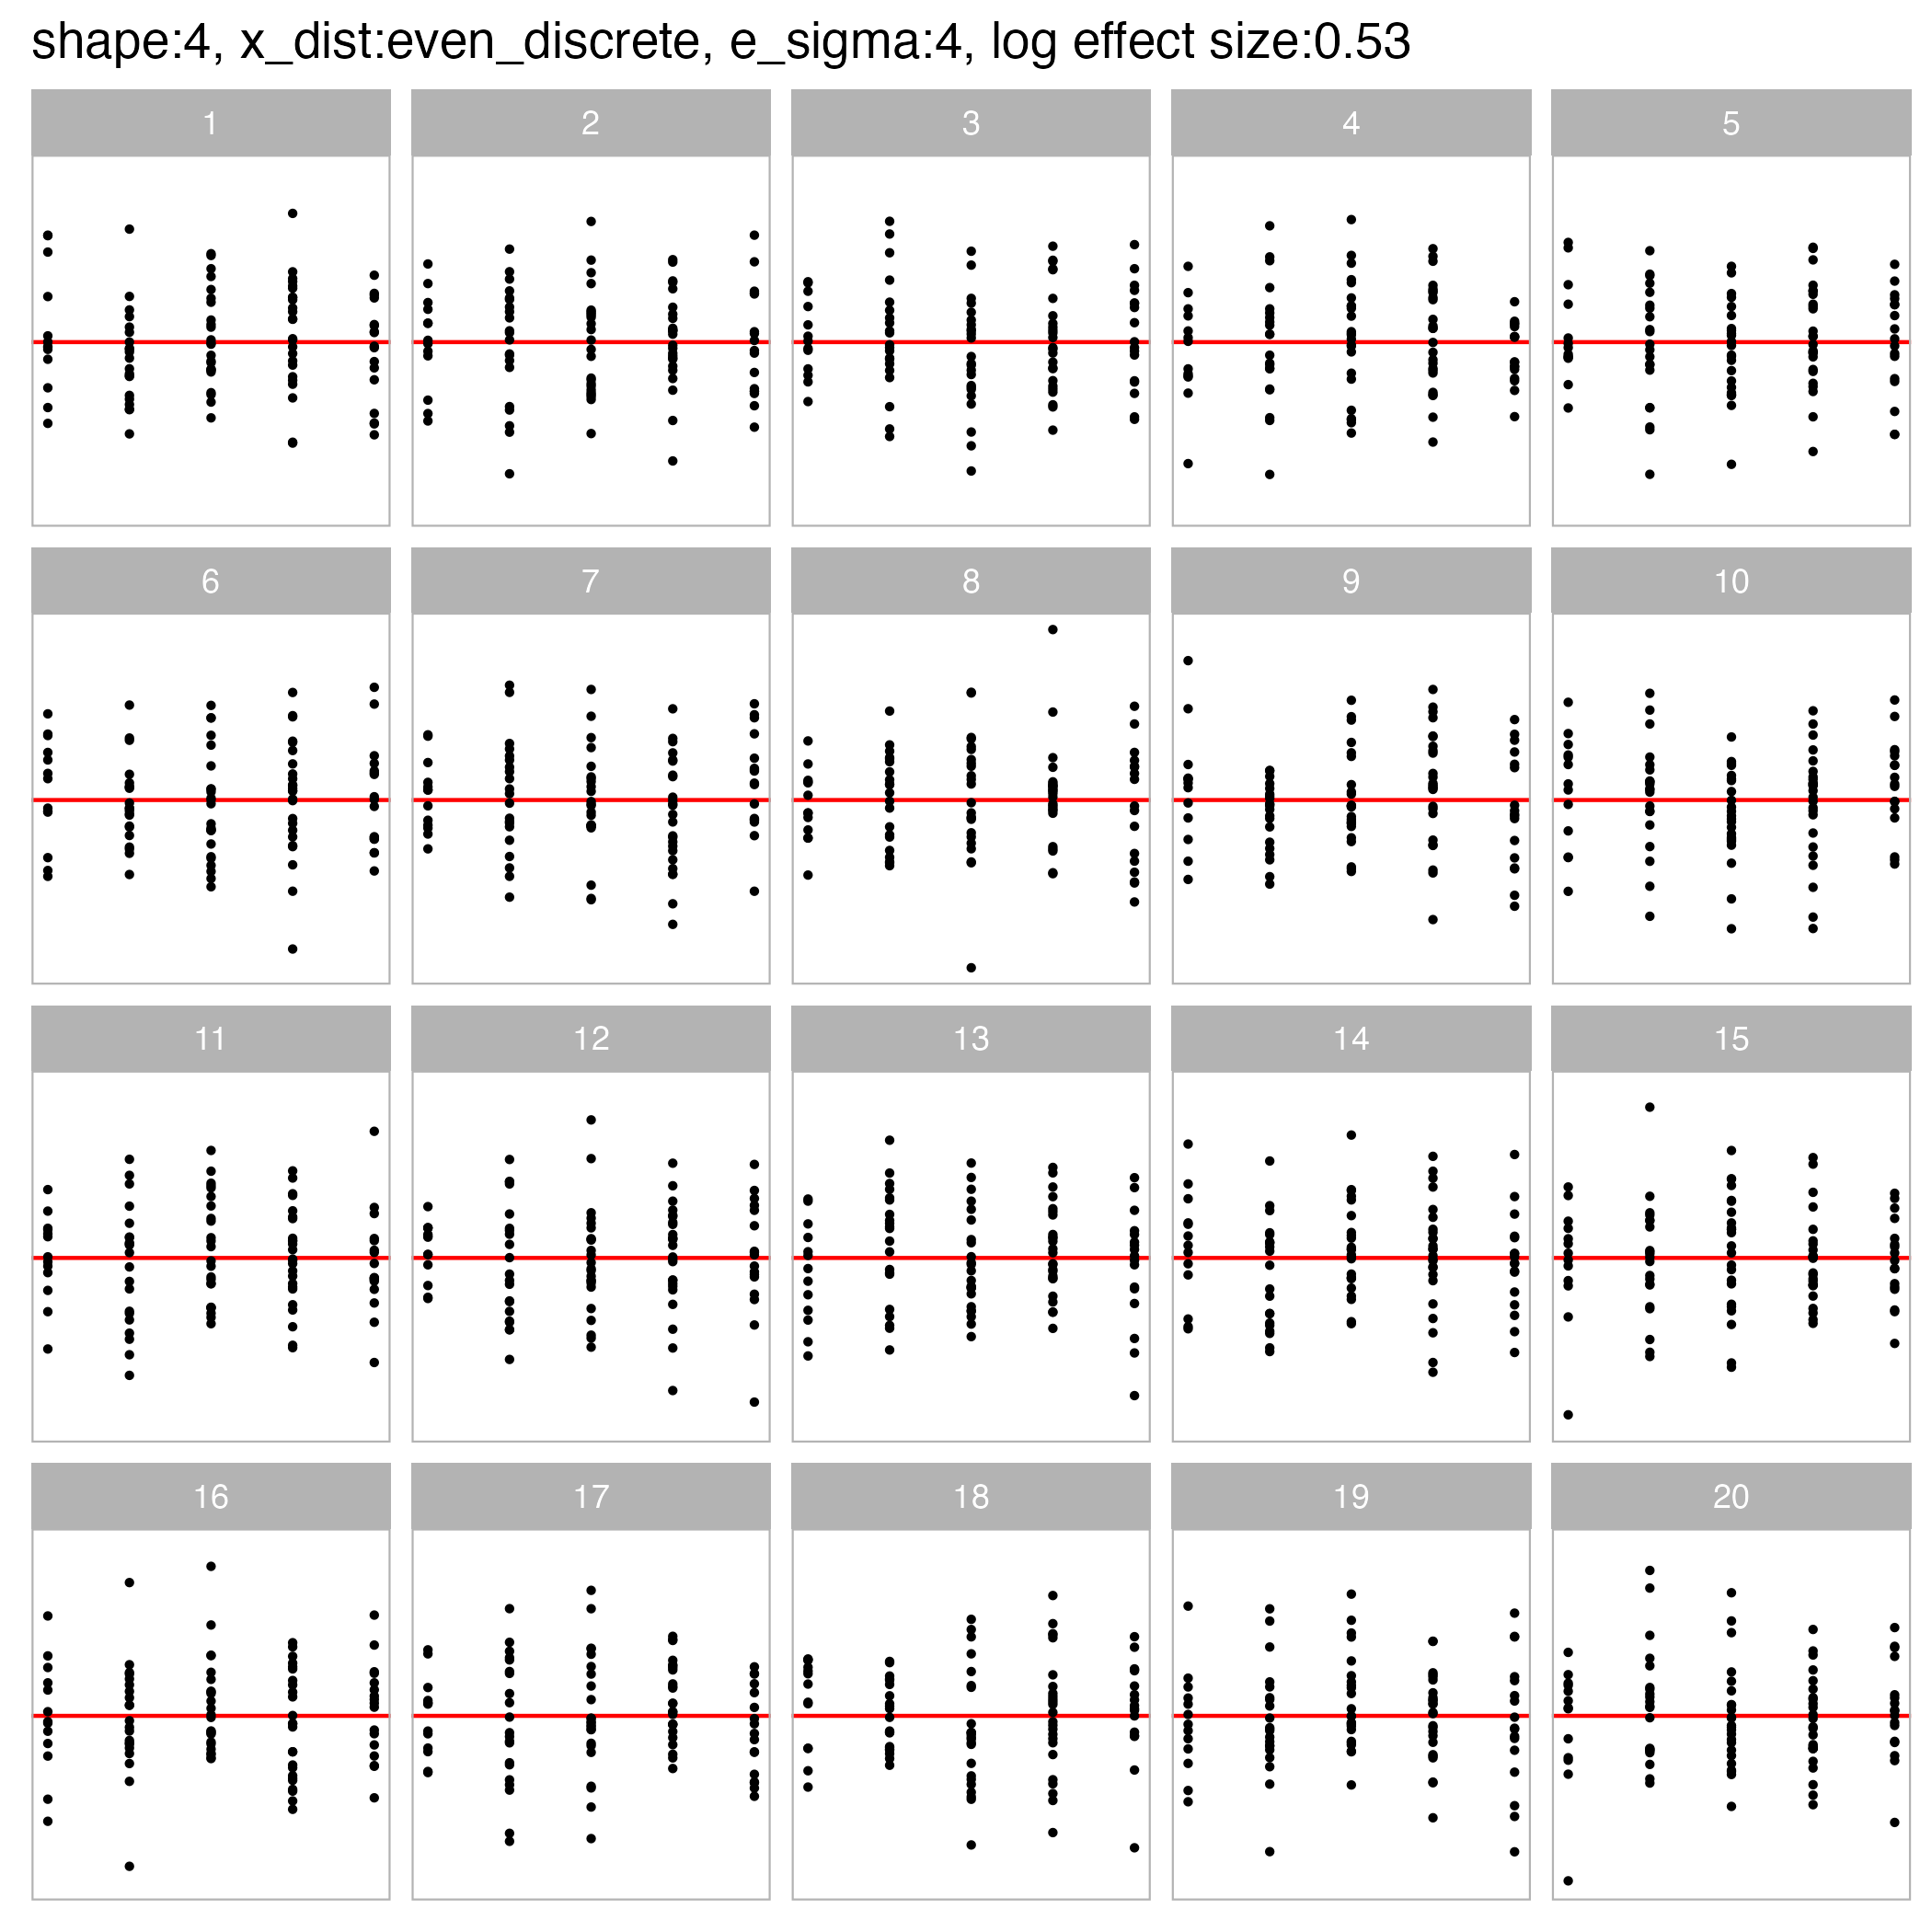 shape:4, x_dist:even_discrete, e_sigma:4, log effect size:0.53
1 2 3 4 5
6 7 8 9 10
11 12 13 14 15
16 17 18 19 20